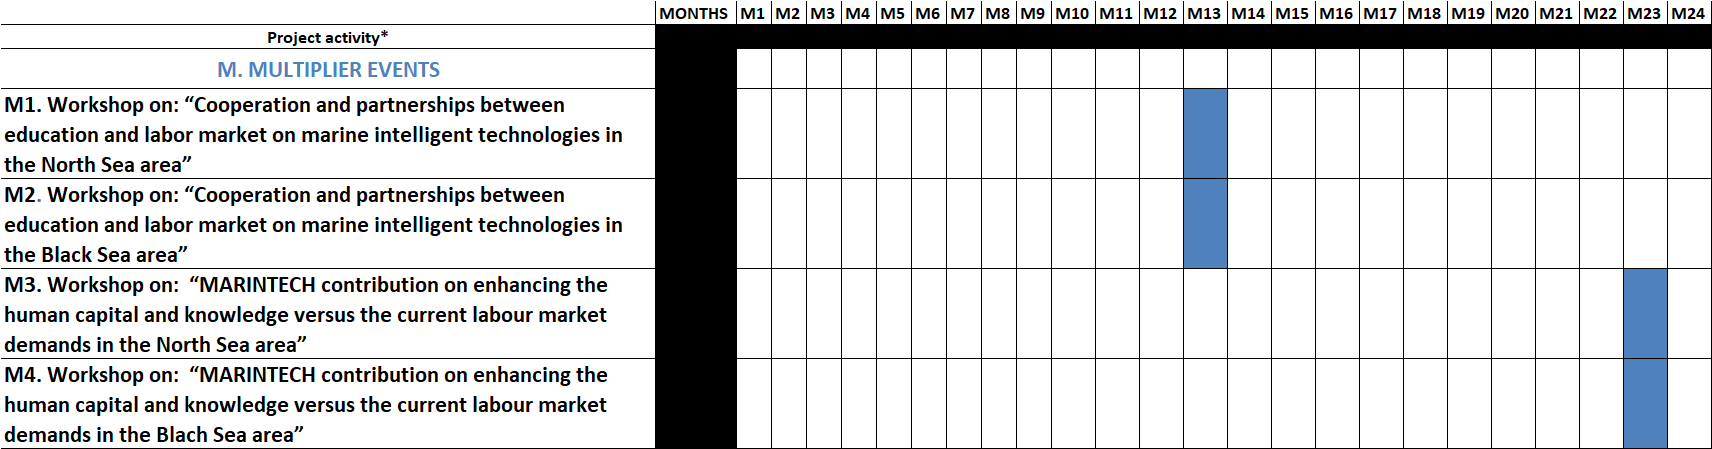 MONTHS M1 M2 M3 M4 M5 M6 M7 M8 M9 M10 M11 M12 M13 M14 M15 M16 M17 M18 M19 M20 M21 M22 M23 M24
Project activity*
M. MULTIPLIER EVENTS
M1. Workshop on: “Cooperation and partnerships between
education and labor market on marine intelligent technologies in
the North Sea area”
M2. Workshop on: “Cooperation and partnerships between
education and labor market on marine intelligent technologies in
the Black Sea area”
M3. Workshop on:  “MARINTECH contribution on enhancing the
human capital and knowledge versus the current labour market
demands in the North Sea area”
M4. Workshop on:  “MARINTECH contribution on enhancing the
human capital and knowledge versus the current labour market
demands in the Blach Sea area”